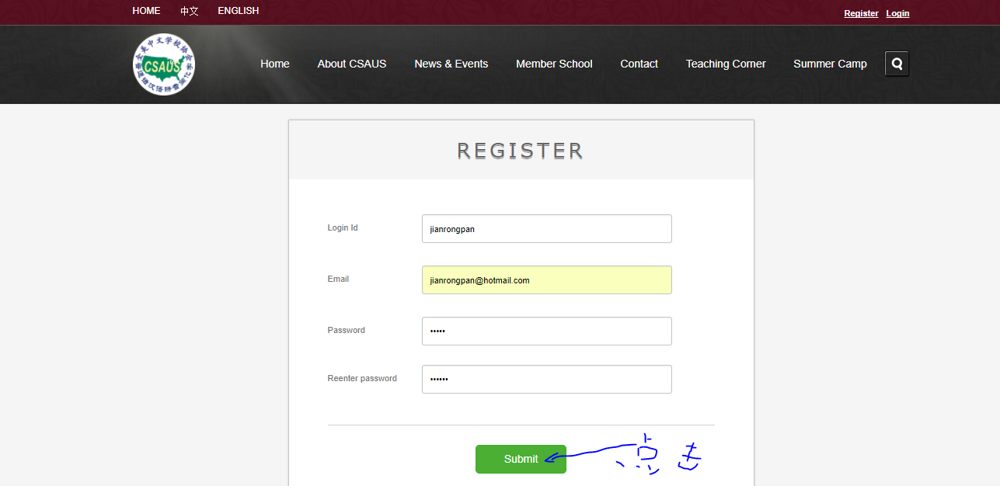 HOME 中文 ENGLISH Register Login
CSAUS Home About CSAUS News & Events Member School Contact Teaching Corner Summer Camp
REGISTER
Login Id jianrongpan
Email jianrongpan@hotmail.com
Password •••••
Reenter password ••••••
Submit 点击